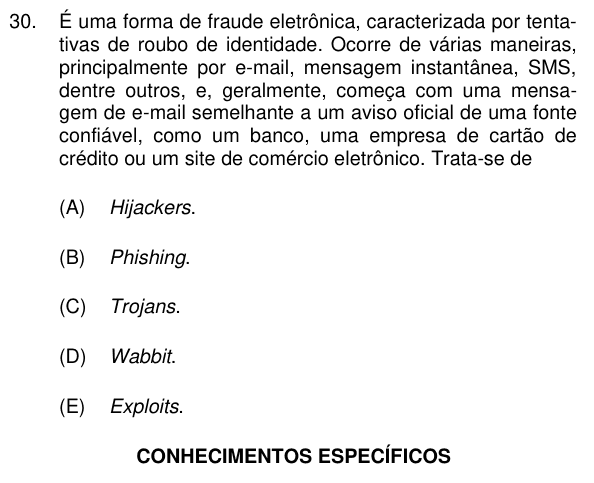 30. É uma forma de fraude eletrônica, caracterizada por tenta-
tivas de roubo de identidade. Ocorre de várias maneiras,
principalmente por e-mail, mensagem instantânea, SMS,
dentre outros, e, geralmente, começa com uma mensa-
gem de e-mail semelhante a um aviso oficial de uma fonte
confiável, como um banco, uma empresa de cartão de
crédito ou um site de comércio eletrônico. Trata-se de
(A) Hijackers.
(B) Phishing.
(C) Trojans.
(D) Wabbit.
(E) Exploits.
CONHECIMENTOS ESPECÍFICOS